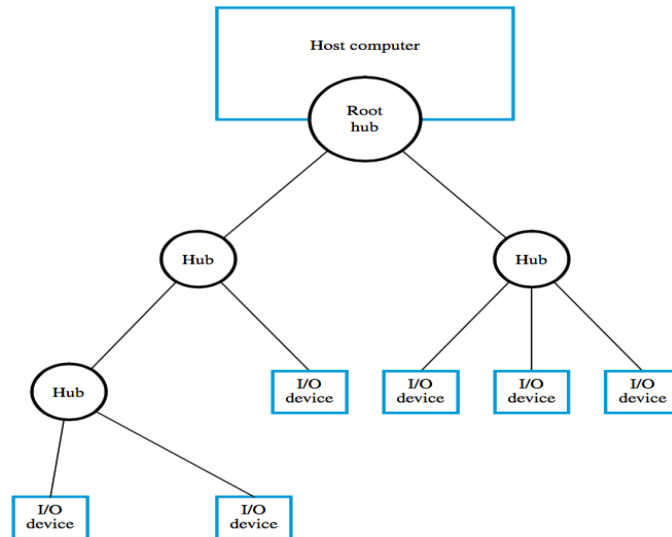 Host computer
Root
hub
Hub
Hub
I/O
device
I/O
device
I/O
device
I/O
device
Hub
I/O
device
I/O
device